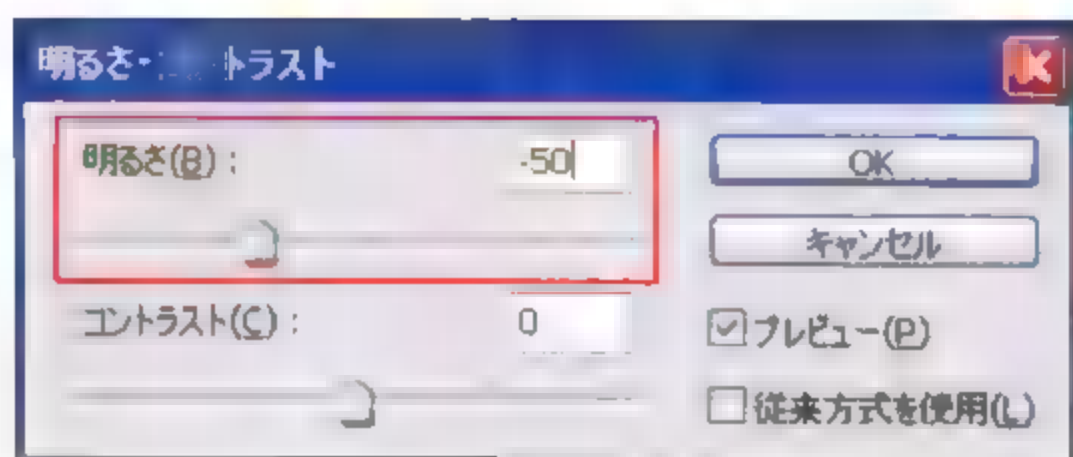 明るさ・ トラスト
明るさ(B): -50
OK
キャンセル
コントラスト(C): 0
プレビュー(P)
従来方式を使用(L)